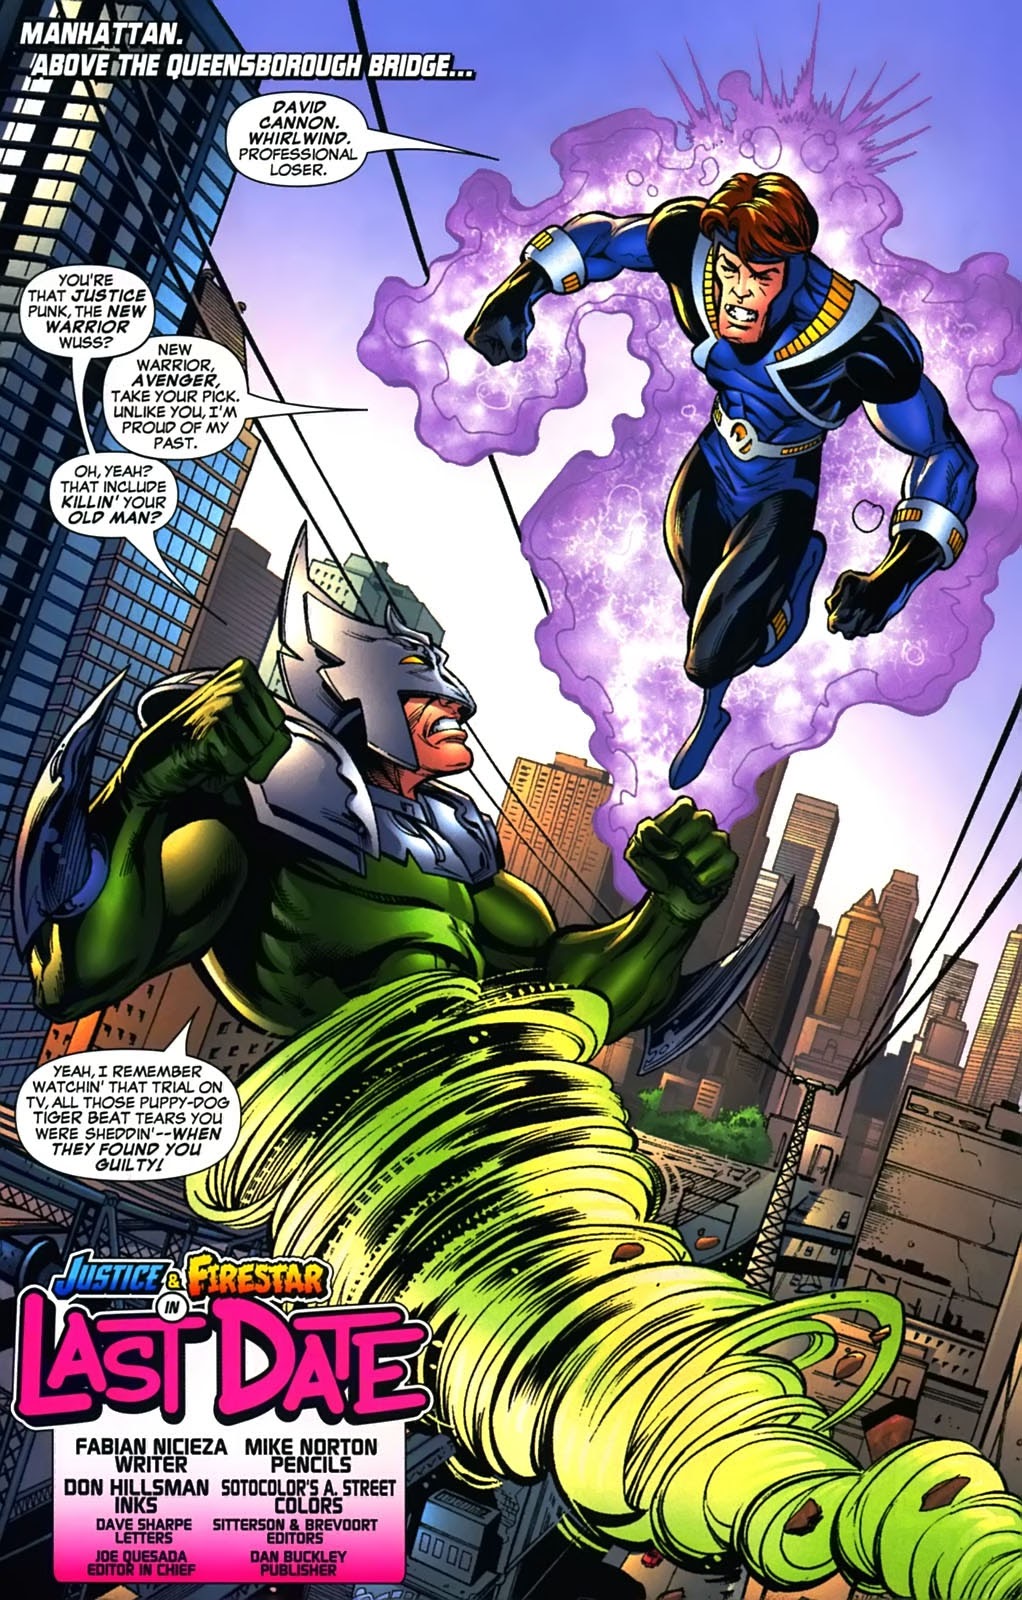 MANHATTAN.
ABOVE THE QUEENSBOROUGH BRIDGE...
DAVID
CANNON.
WHIRLWIND.
PROFESSIONAL
LOSER.
YOU'RE
THAT JUSTICE
PUNK, THE NEW
WARRIOR
WUSS?
NEW
WARRIOR,
AVENGER,
TAKE YOUR PICK.
UNLIKE YOU, I'M
PROUD OF MY
PAST.
OH, YEAH?
THAT INCLUDE
KILLIN' YOUR
OLD MAN?
YEAH, I REMEMBER
WATCHIN' THAT TRIAL ON
TV, ALL THOSE PUPPY-DOG
TIGER BEAT TEARS YOU
WERE SHEDDIN'--WHEN
THEY FOUND YOU
GUILTY!
JUSTICE & FIRESTAR
IN
LAST DATE
FABIAN NICIEZA
WRITER
MIKE NORTON
PENCILS
DON HILLSMAN
INKS
SOTOCOLOR'S A. STREET
COLORS
DAVE SHARPE
LETTERS
SITTERSON & BREVOORT
EDITORS
JOE QUESADA
EDITOR IN CHIEF
DAN BUCKLEY
PUBLISHER